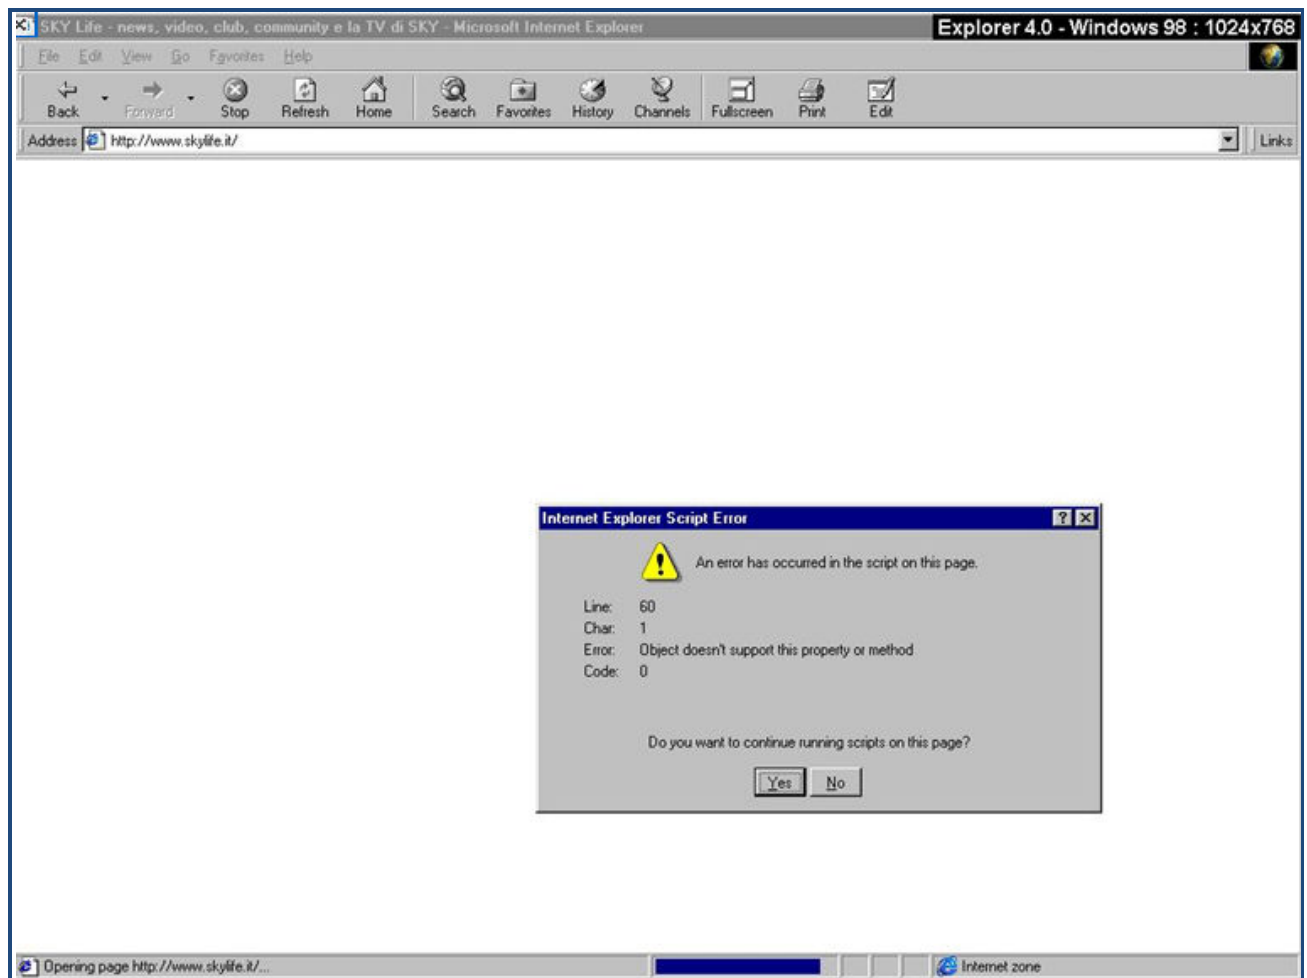 SKY Life - news, video, club, community e la TV di SKY - Microsoft Internet Explorer
Explorer 4.0 - Windows 98 : 1024x768
File Edit View Go Favorites Help
Back Forward Stop Refresh Home Search Favorites History Channels Fullscreen Print Edit
Address http://www.skylife.it/ Links
Internet Explorer Script Error
An error has occurred in the script on this page.
Line: 60
Char: 1
Error: Object doesn't support this property or method
Code: 0
Do you want to continue running scripts on this page?
Yes No
Opening page http://www.skylife.it/... Internet zone